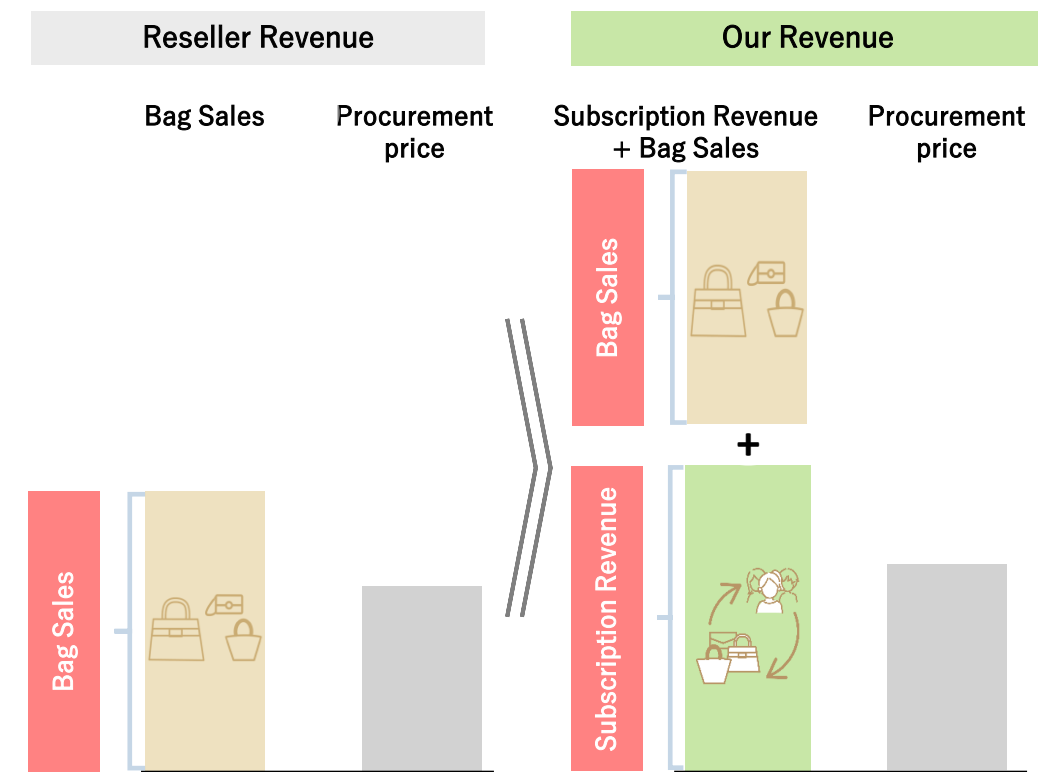 Reseller Revenue
Our Revenue
Bag Sales
Procurement
price
Subscription Revenue
+ Bag Sales
Procurement
price
Bag Sales
Bag Sales
+
Subscription Revenue